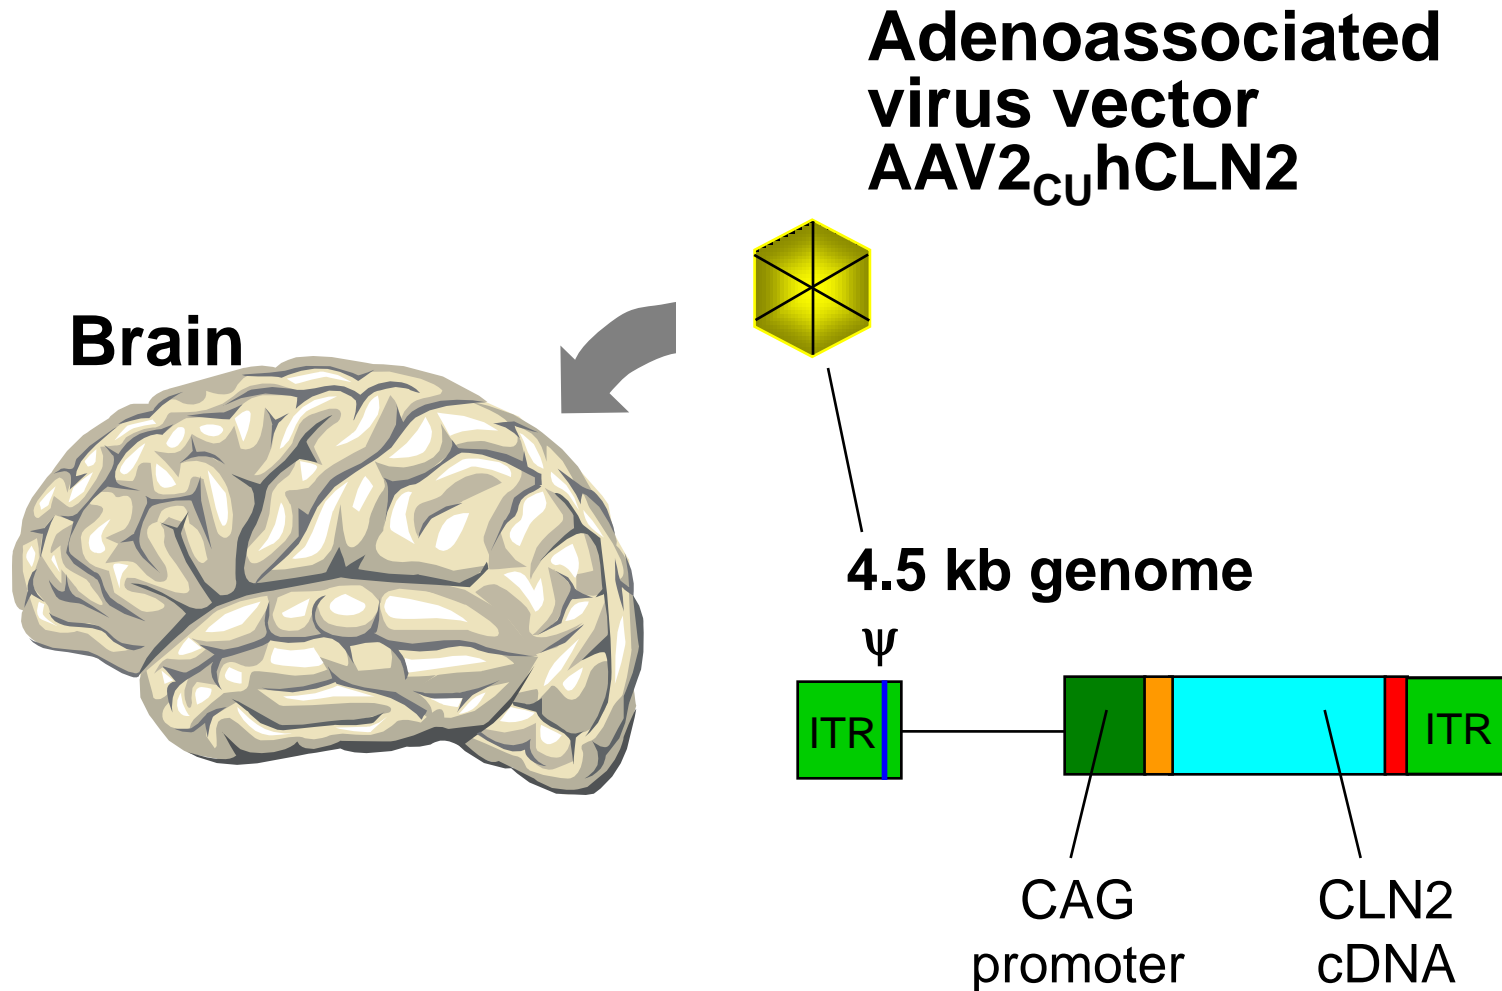 Adenoassociated
virus vector
AAV2CUhCLN2
Brain
4.5 kb genome
ψ
ITR
ITR
CAG
promoter
CLN2
cDNA